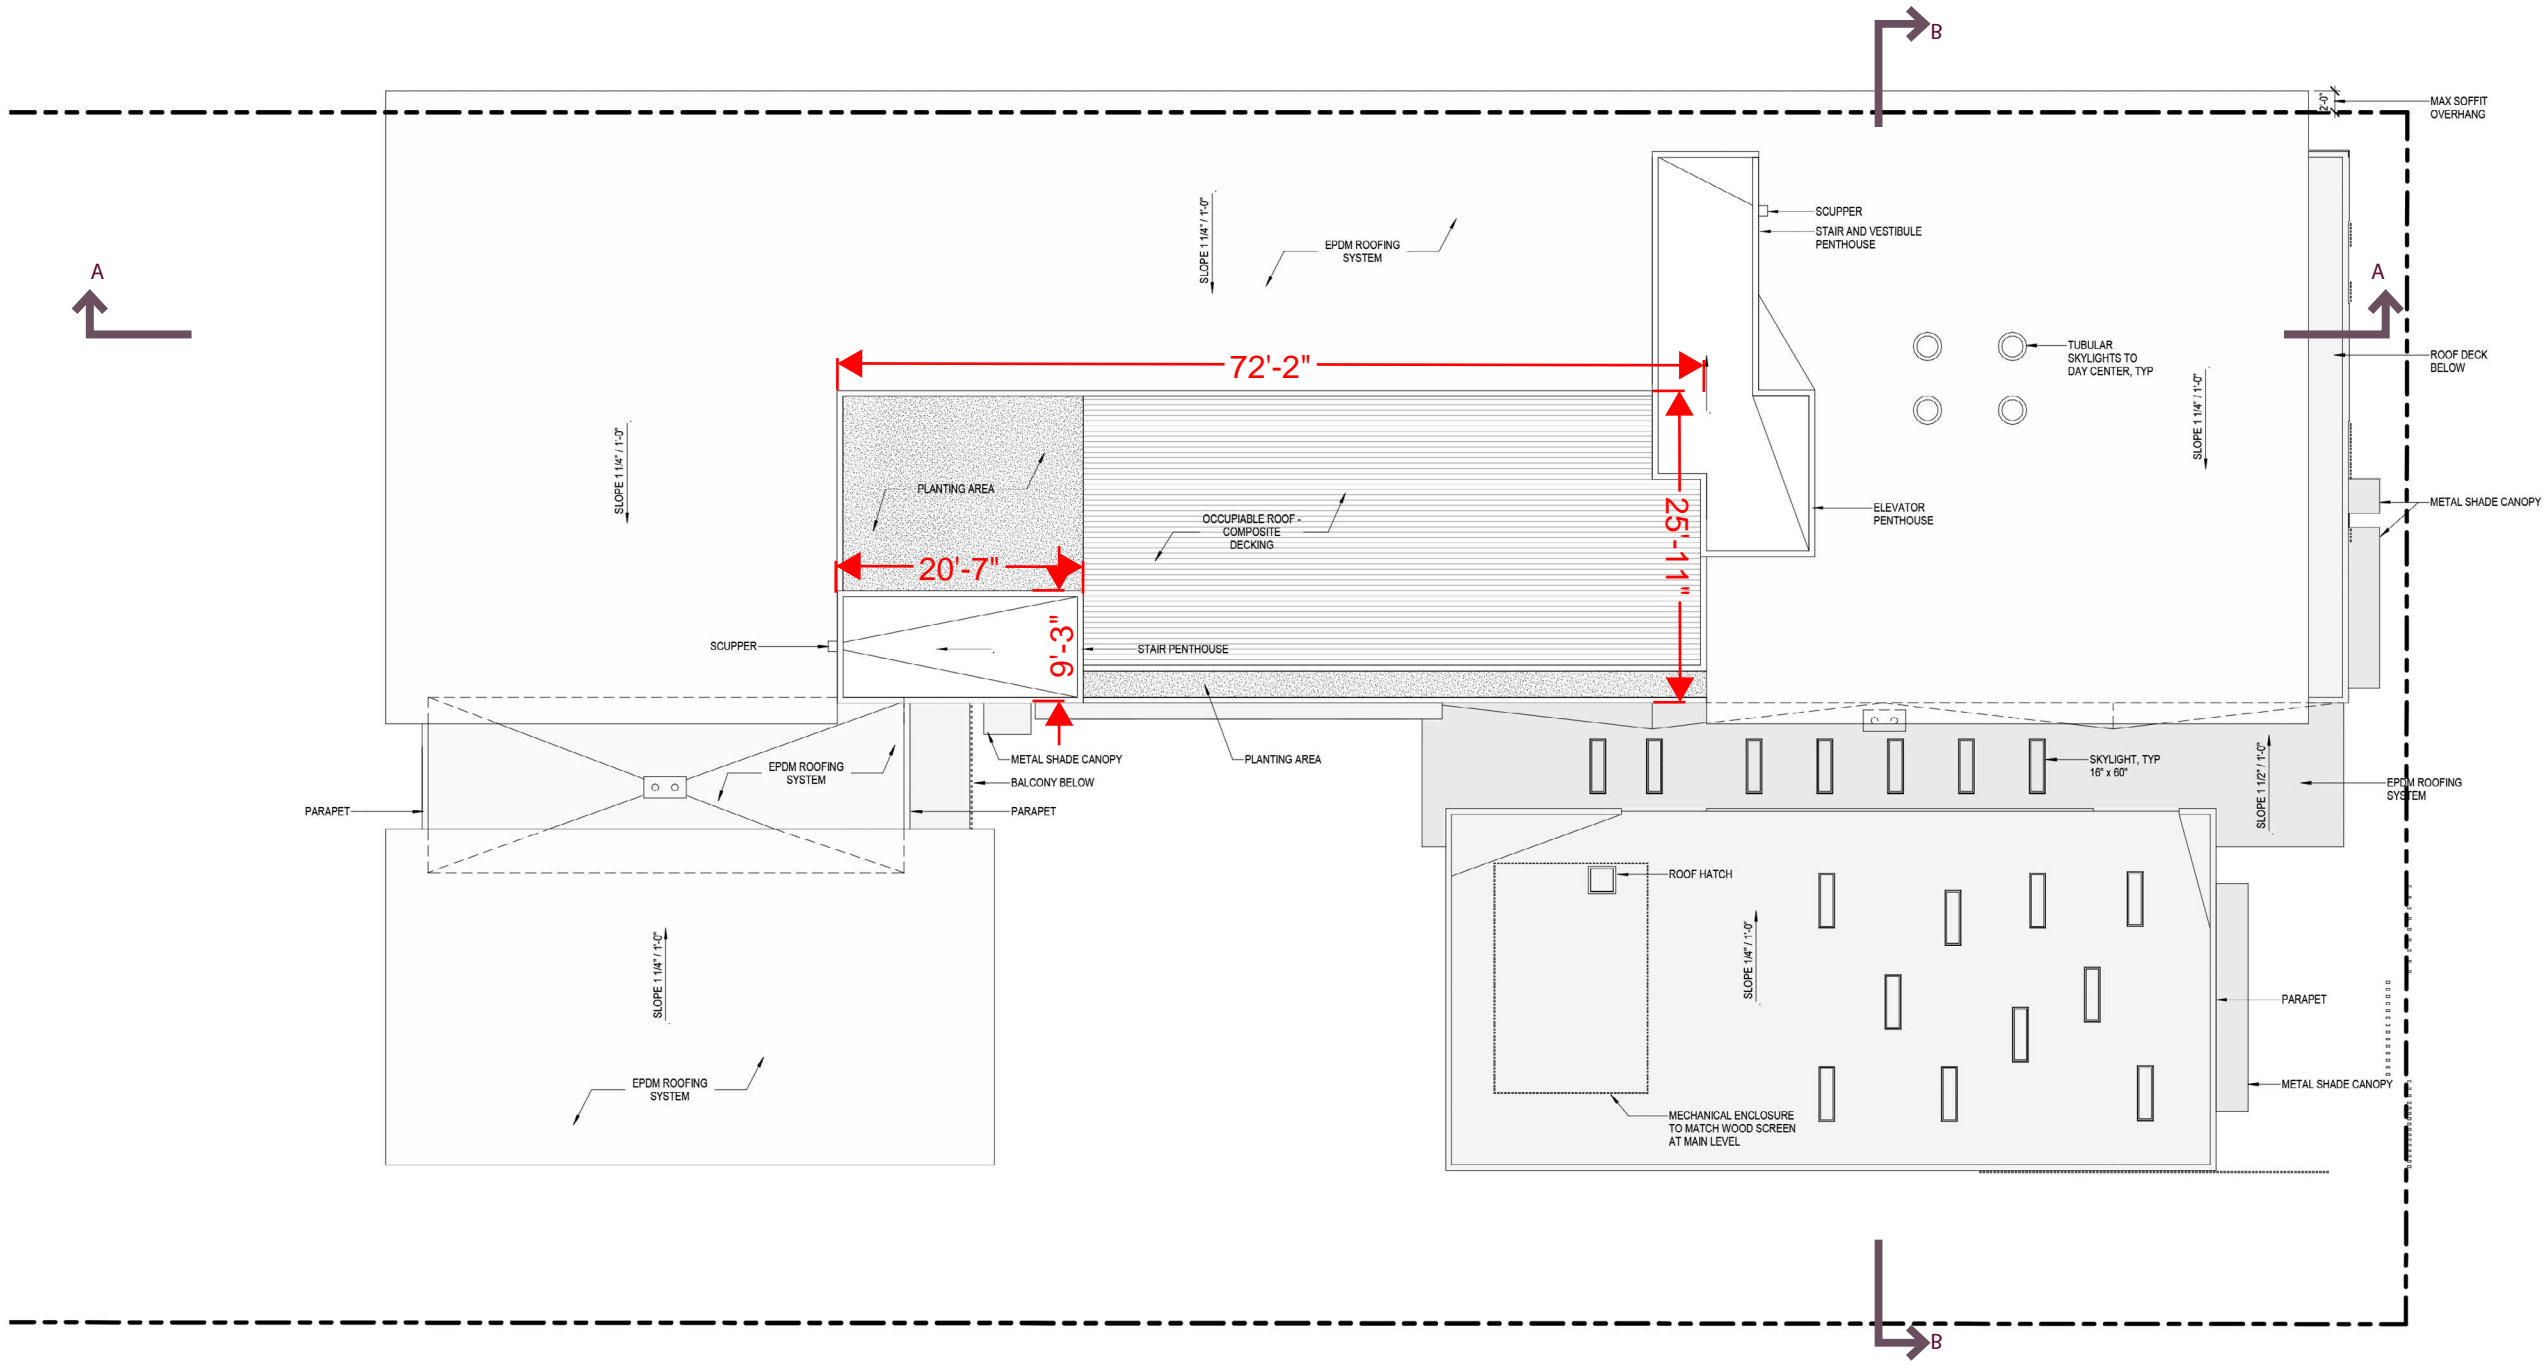 B
2'-0"
MAX SOFFIT
OVERHANG
SCUPPER
STAIR AND VESTIBULE
PENTHOUSE
SLOPE 1 1/4" / 1'-0"
EPDM ROOFING
SYSTEM
A
A
TUBULAR
SKYLIGHTS TO
DAY CENTER, TYP
ROOF DECK
BELOW
72'-2"
SLOPE 1 1/4" / 1'-0"
SLOPE 1 1/4" / 1'-0"
PLANTING AREA
OCCUPIABLE ROOF -
COMPOSITE
DECKING
25'-11"
ELEVATOR
PENTHOUSE
METAL SHADE CANOPY
20'-7"
9'-3"
SCUPPER
STAIR PENTHOUSE
METAL SHADE CANOPY
PLANTING AREA
SKYLIGHT, TYP
16" x 60"
EPDM ROOFING
SYSTEM
BALCONY BELOW
SLOPE 1 1/2" / 1'-0"
EPDM ROOFING
SYSTEM
PARAPET
PARAPET
ROOF HATCH
SLOPE 1 1/4" / 1'-0"
SLOPE 1/4" / 1'-0"
PARAPET
EPDM ROOFING
SYSTEM
METAL SHADE CANOPY
MECHANICAL ENCLOSURE
TO MATCH WOOD SCREEN
AT MAIN LEVEL
B